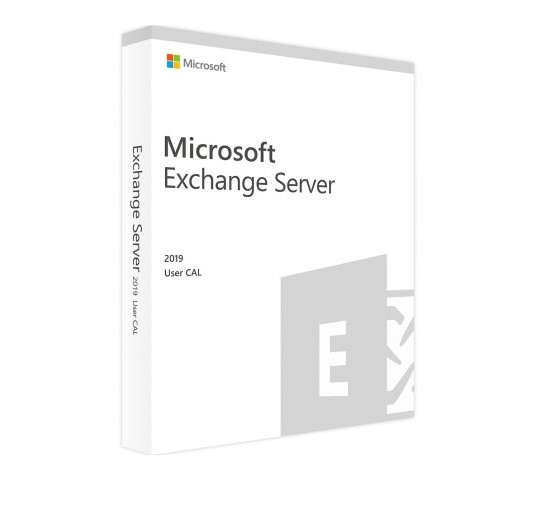 Microsoft
Microsoft
Exchange Server
2019
User CAL
E
Exchange Server 2019 User CAL